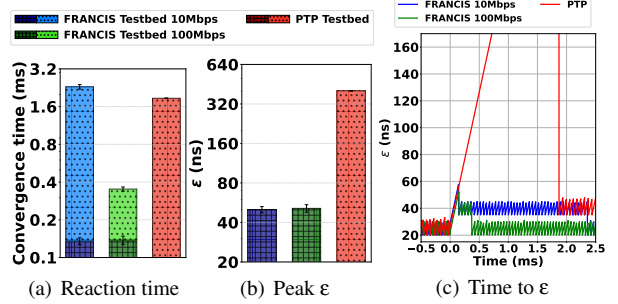 FRANCIS Testbed 10Mbps
FRANCIS Testbed 100Mbps
PTP Testbed
FRANCIS 10Mbps
FRANCIS 100Mbps
PTP
Convergence time (ms)
3.2
1.6
0.4
0.2
0.1
(a) Reaction time
ε (ns)
640
320
160
80
40
20
(b) Peak ε
ε (ns)
160
140
120
100
80
60
40
20
−0.5 0.0 0.5 1.0 1.5 2.0 2.5
Time (ms)
(c) Time to ε